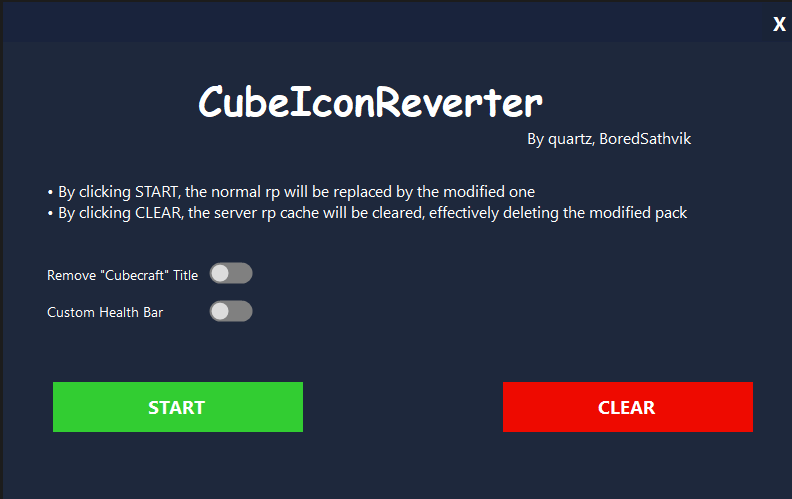 X
CubeIconReverter
By quartz, BoredSathvik
• By clicking START, the normal rp will be replaced by the modified one
• By clicking CLEAR, the server rp cache will be cleared, effectively deleting the modified pack
Remove "Cubecraft" Title
Custom Health Bar
START
CLEAR